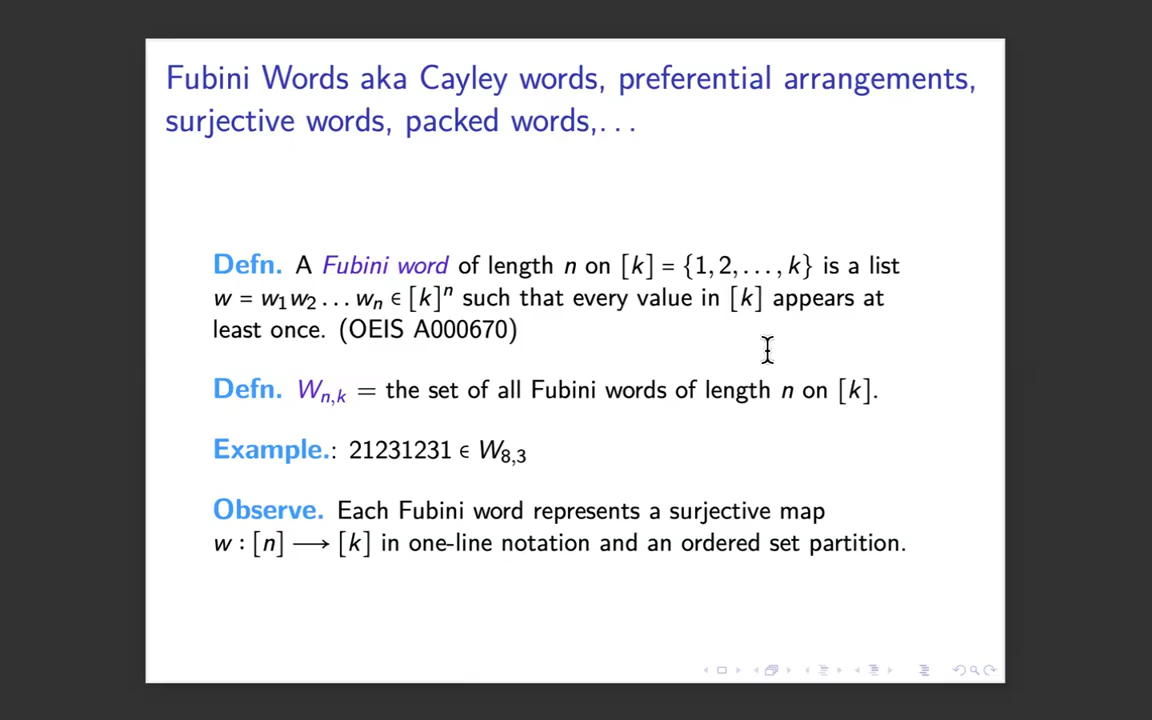 Fubini Words aka Cayley words, preferential arrangements,
surjective words, packed words,. . .
Defn. A Fubini word of length n on [k] = {1, 2, . . . , k} is a list
w = w₁w₂ . . . wₙ ∈ [k]ⁿ such that every value in [k] appears at
least once. (OEIS A000670)
Defn. Wₙ,ₖ = the set of all Fubini words of length n on [k].
Example.: 21231231 ∈ W₈,₃
Observe. Each Fubini word represents a surjective map
w : [n] ⟶ [k] in one-line notation and an ordered set partition.